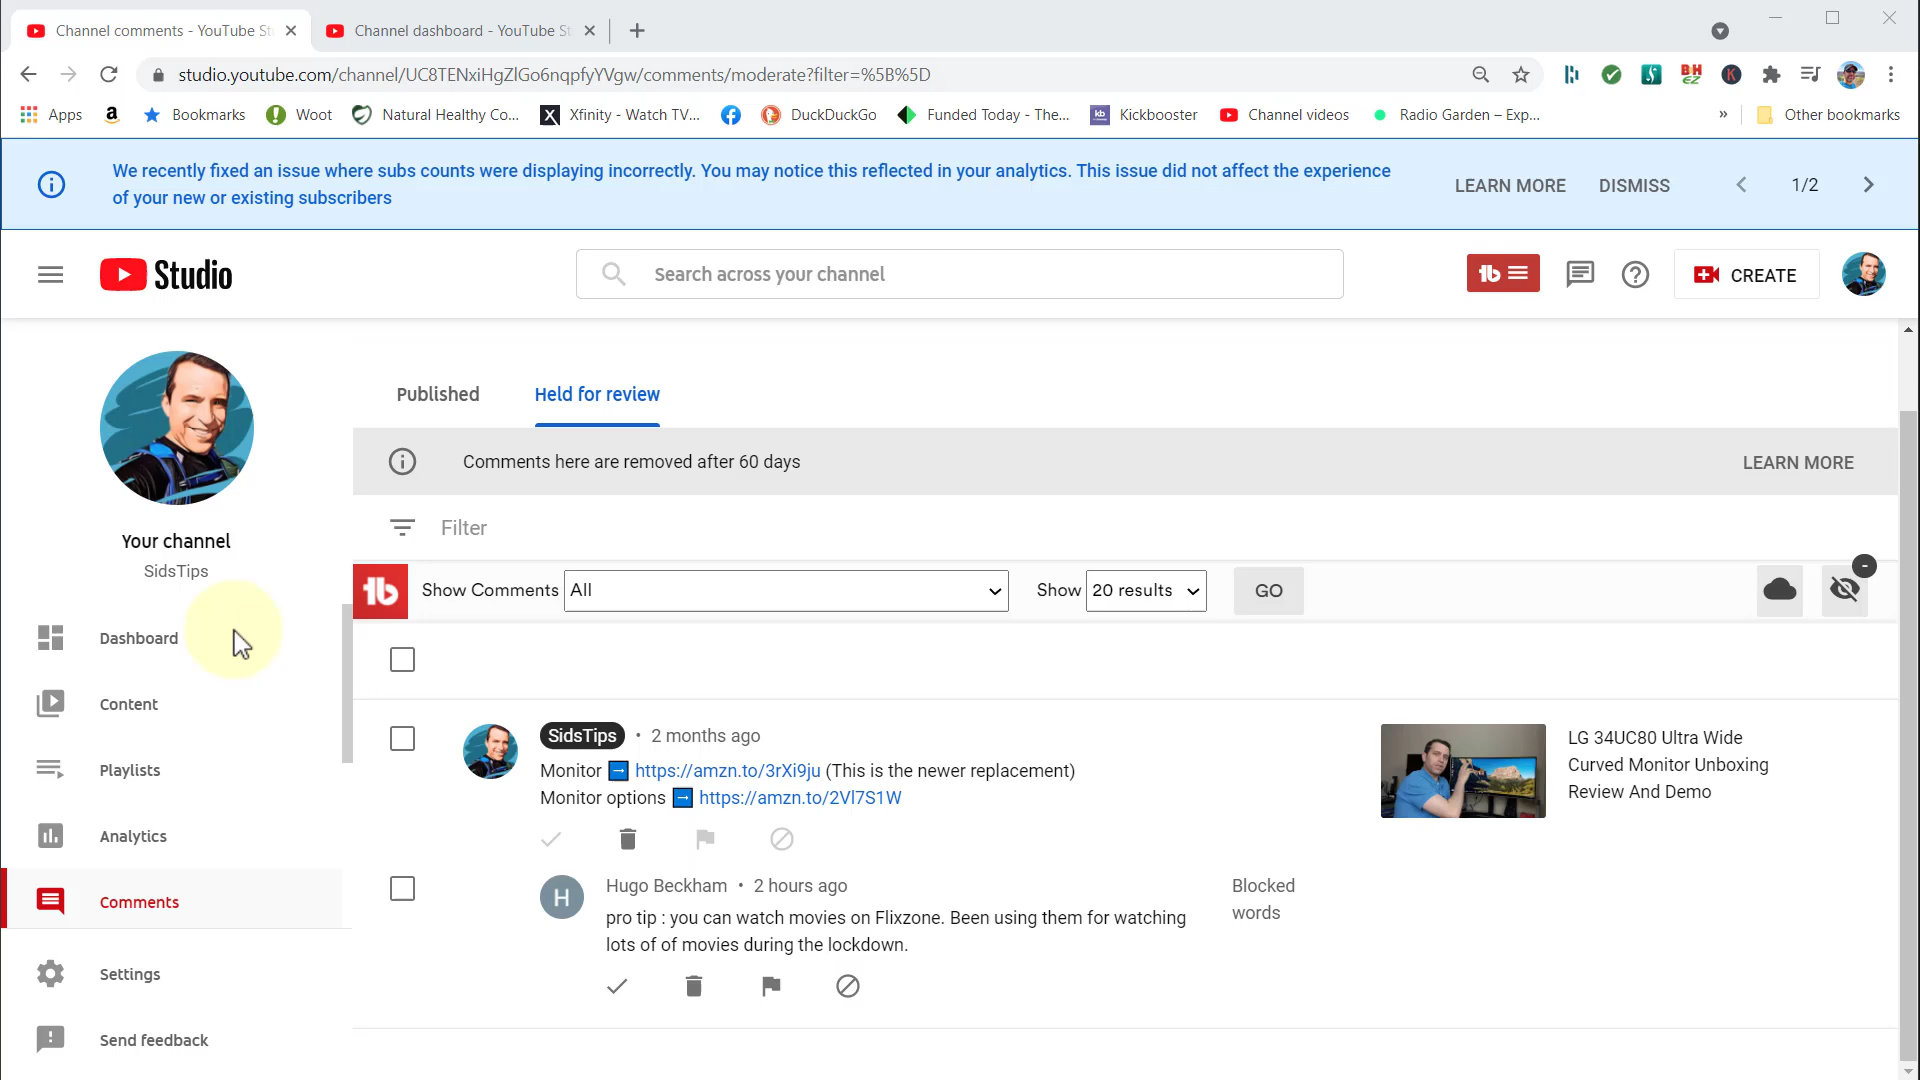 Channel comments - YouTube St
Channel dashboard - YouTube S
studio.youtube.com/channel/UC8TENxiHgZlGo6nqpfyYVgw/comments/moderate?filter=%5B%5D
Apps
Bookmarks
Woot
Natural Healthy Co...
Xfinity - Watch TV...
DuckDuckGo
Funded Today - The...
kb
Kickbooster
Channel videos
Radio Garden – Exp...
»
Other bookmarks
We recently fixed an issue where subs counts were displaying incorrectly. You may notice this reflected in your analytics. This issue did not affect the experience
of your new or existing subscribers
LEARN MORE
DISMISS
1/2
Studio
Search across your channel
CREATE
Your channel
SidsTips
Dashboard
Content
Playlists
Analytics
Comments
Settings
Send feedback
Published
Held for review
Comments here are removed after 60 days
LEARN MORE
Filter
Show Comments
All
Show
20 results
GO
SidsTips • 2 months ago
Monitor ➡ https://amzn.to/3rXi9ju (This is the newer replacement)
Monitor options ➡ https://amzn.to/2Vl7S1W
LG 34UC80 Ultra Wide
Curved Monitor Unboxing
Review And Demo
H
Hugo Beckham • 2 hours ago
pro tip : you can watch movies on Flixzone. Been using them for watching
lots of of movies during the lockdown.
Blocked
words